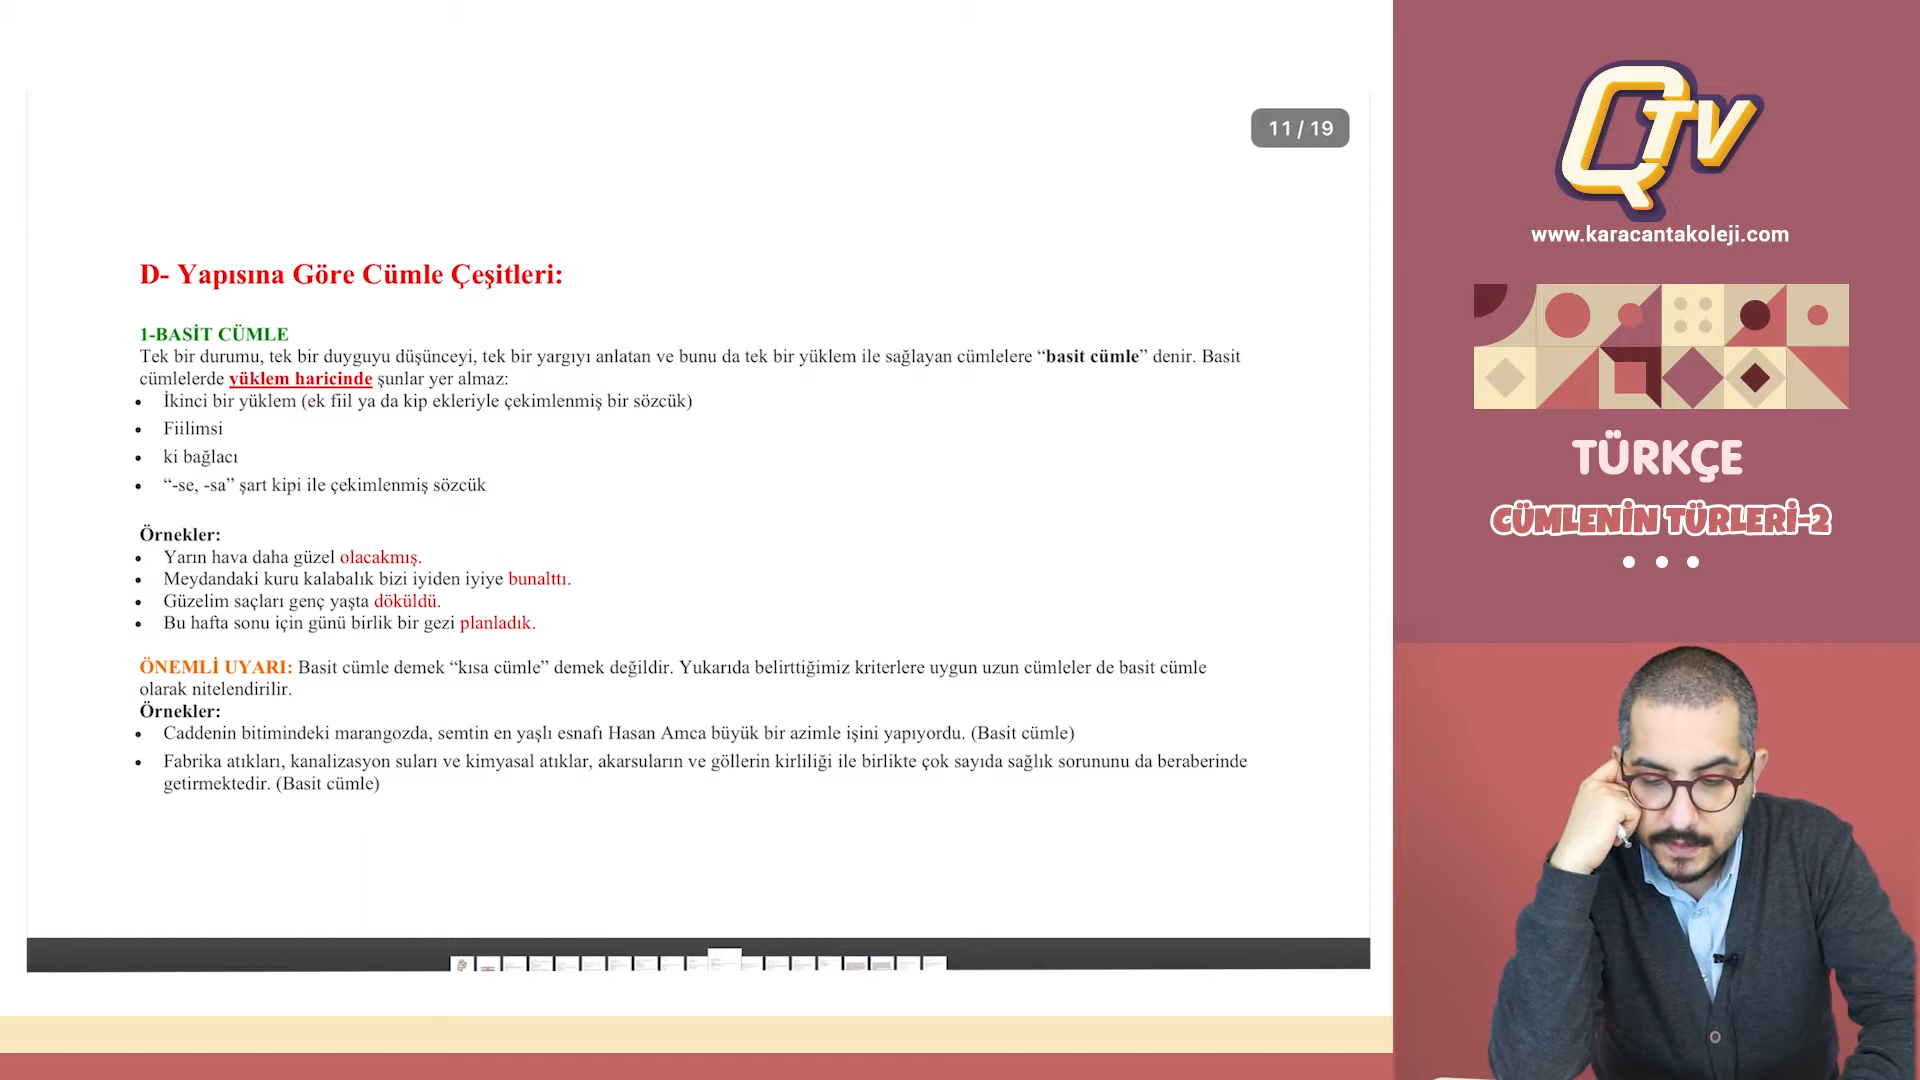 11 / 19
D- Yapısına Göre Cümle Çeşitleri:
1-BASİT CÜMLE
Tek bir durumu, tek bir duyguyu düşünceyi, tek bir yargıyı anlatan ve bunu da tek bir yüklem ile sağlayan cümlelere “basit cümle” denir. Basit
cümlelerde yüklem haricinde şunlar yer almaz:
• İkinci bir yüklem (ek fiil ya da kip ekleriyle çekimlenmiş bir sözcük)
• Fiilimsi
• ki bağlacı
• “-se, -sa” şart kipi ile çekimlenmiş sözcük
Örnekler:
• Yarın hava daha güzel olacakmış.
• Meydandaki kuru kalabalık bizi iyiden iyiye bunalttı.
• Güzelim saçları genç yaşta döküldü.
• Bu hafta sonu için günü birlik bir gezi planladık.
ÖNEMLİ UYARI: Basit cümle demek “kısa cümle” demek değildir. Yukarıda belirttiğimiz kriterlere uygun uzun cümleler de basit cümle
olarak nitelendirilir.
Örnekler:
• Caddenin bitimindeki marangozda, semtin en yaşlı esnafı Hasan Amca büyük bir azimle işini yapıyordu. (Basit cümle)
• Fabrika atıkları, kanalizasyon suları ve kimyasal atıklar, akarsuların ve göllerin kirliliği ile birlikte çok sayıda sağlık sorununu da beraberinde
getirmektedir. (Basit cümle)
QTV
www.karacantakoleji.com
TÜRKÇE
CÜMLENİN TÜRLERİ-2